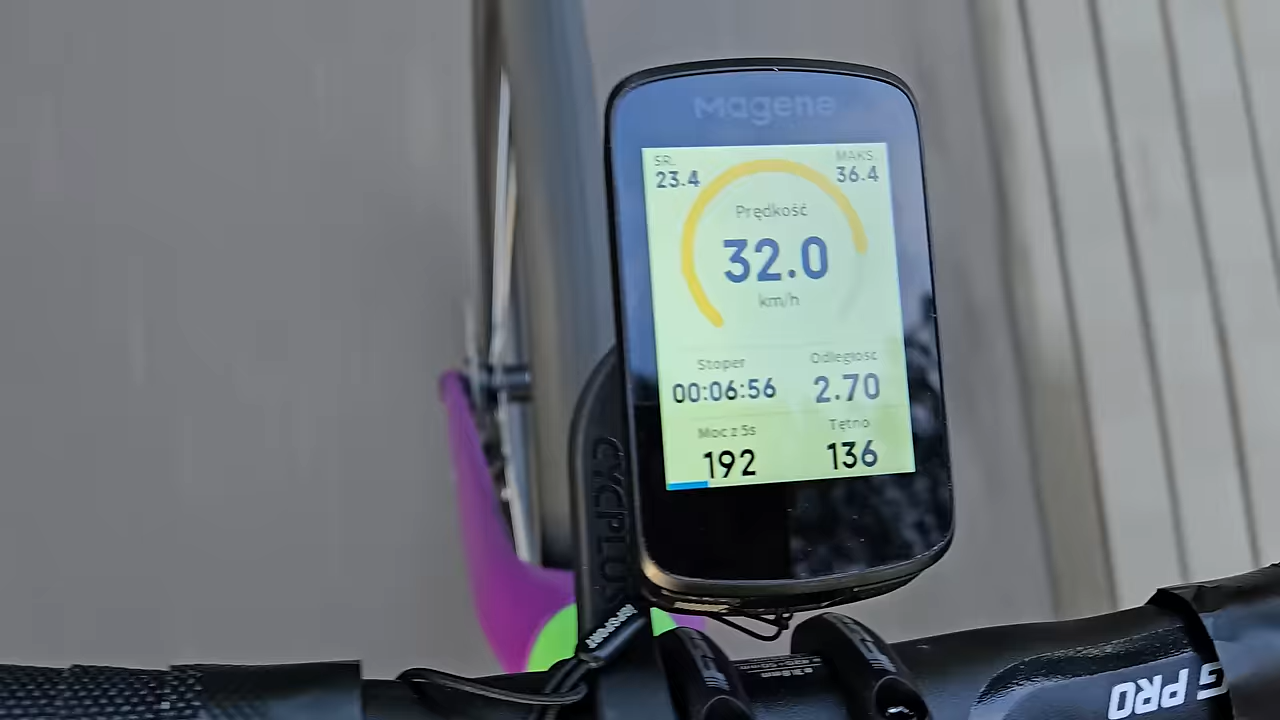 Magene
ŚR.
MAKS.
23.4
36.4
Prędkość
32.0
km/h
Stoper
Odległość
00:06:56
2.70
Moc z 5s
Tętno
192
136
CYCPLUS
G PRO